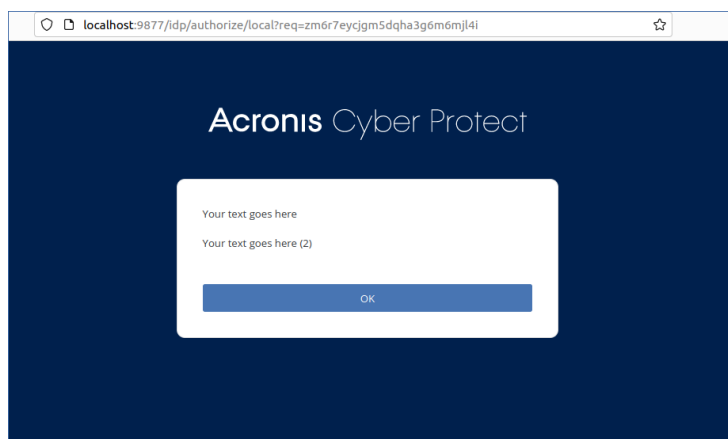 localhost:9877/idp/authorize/local?req=zm6r7eycjgm5dqha3g6m6mjl4i
Acronis Cyber Protect
Your text goes here
Your text goes here (2)
OK